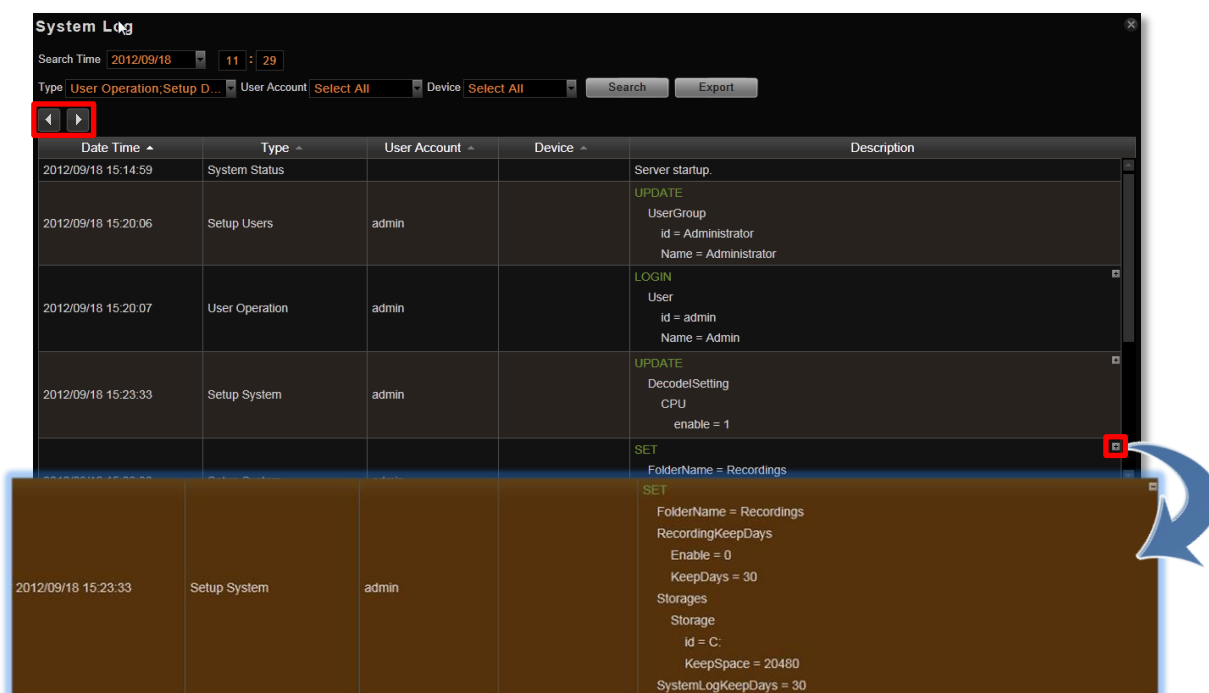 System Log
Search Time 2012/09/18 11 : 29
Type User Operation;Setup D... User Account Select All Device Select All Search Export
Date Time Type User Account Device Description
2012/09/18 15:14:59 System Status Server startup.
UPDATE
UserGroup
2012/09/18 15:20:06 Setup Users admin
id = Administrator
Name = Administrator
LOGIN
User
2012/09/18 15:20:07 User Operation admin
id = admin
Name = Admin
UPDATE
DecodelSetting
2012/09/18 15:23:33 Setup System admin
CPU
enable = 1
SET
FolderName = Recordings
SET
FolderName = Recordings
RecordingKeepDays
Enable = 0
KeepDays = 30
2012/09/18 15:23:33 Setup System admin
Storages
Storage
id = C:
KeepSpace = 20480
SystemLogKeepDays = 30